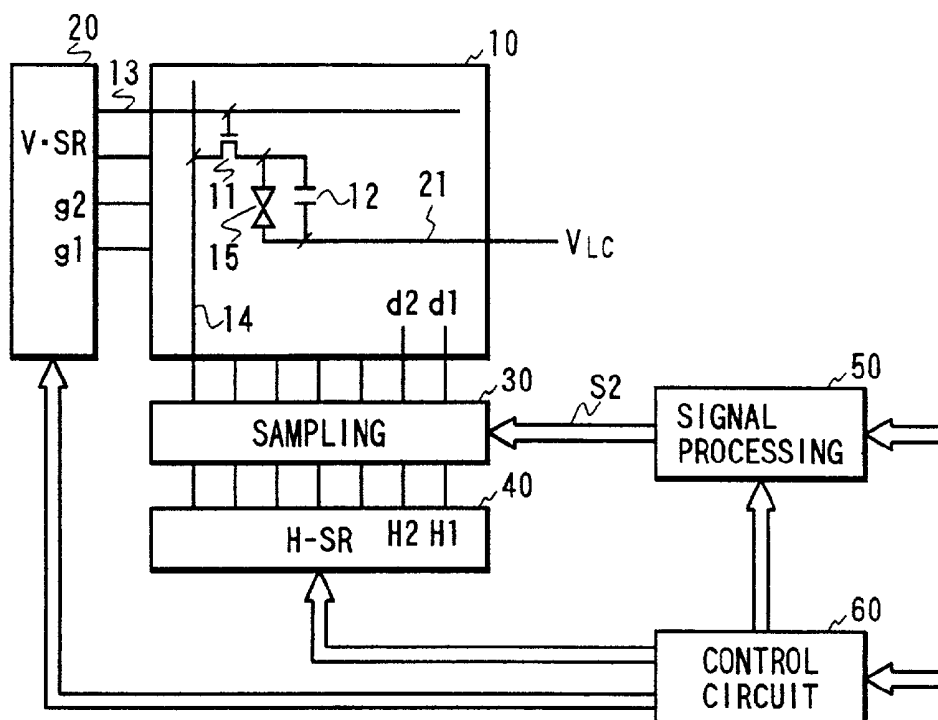 20
10
13
V·SR
11
12
21
g2
g1
15
V LC
14
d2 d1
30
50
S2
SAMPLING
SIGNAL
PROCESSING
40
H-SR
H2 H1
60
CONTROL
CIRCUIT